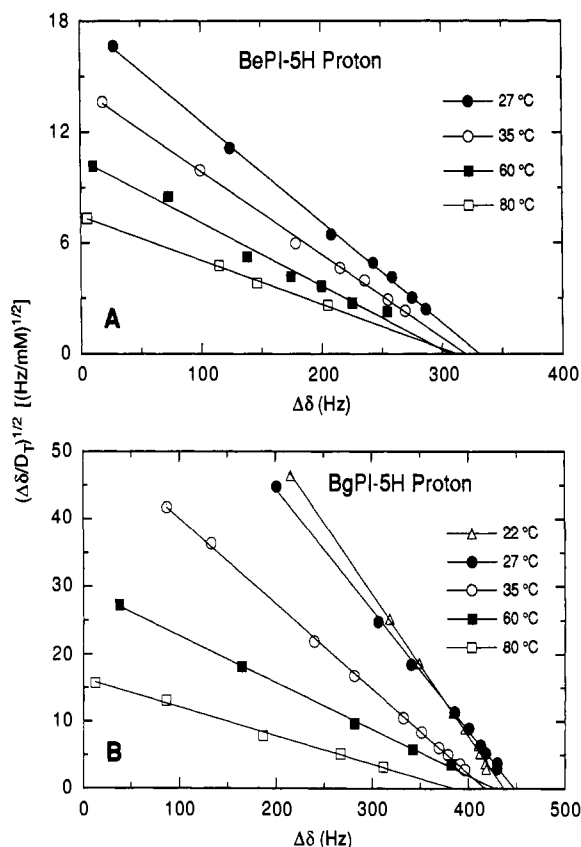 18
12
6
0
BePI-5H Proton
27 °C
35 °C
60 °C
80 °C
A
0 100 200 300 400
Δδ (Hz)
(Δδ/D_T)^1/2 [(Hz/mM)^1/2]
50
40
30
20
10
0
BgPI-5H Proton
22 °C
27 °C
35 °C
60 °C
80 °C
B
0 100 200 300 400 500
Δδ (Hz)